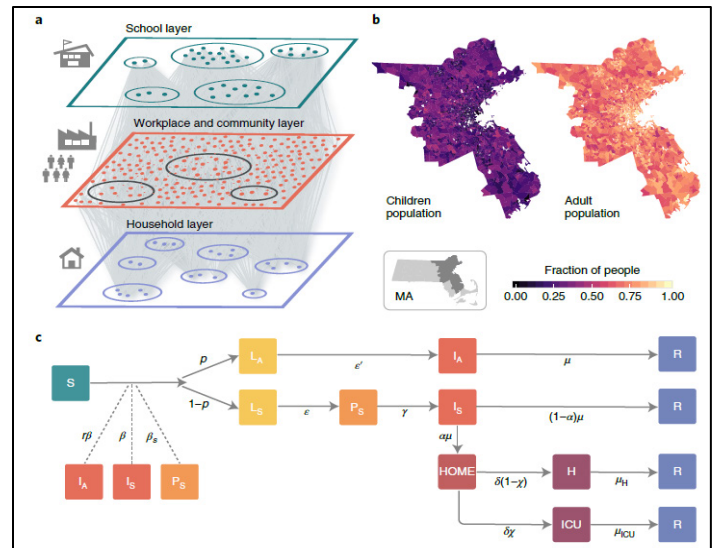 a
School layer
Workplace and community layer
Household layer
b
Children
population
Adult
population
MA
Fraction of people
0.00 0.25 0.50 0.75 1.00
c
S
p
1−p
L_A
ε′
I_A
μ
R
L_S
ε
P_S
γ
I_S
(1−α)μ
R
rβ
β
β_s
I_A
I_S
P_S
αμ
HOME
δ(1−χ)
H
μ_H
R
δχ
ICU
μ_ICU
R